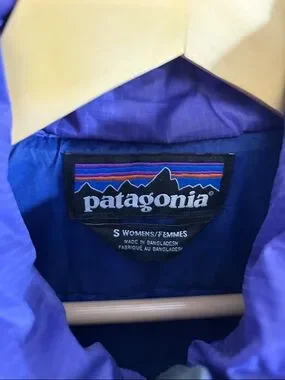 patagonia®
S WOMENS/FEMMES
MADE IN BANGLADESH
FABRIQUÉ AU BANGLADESH